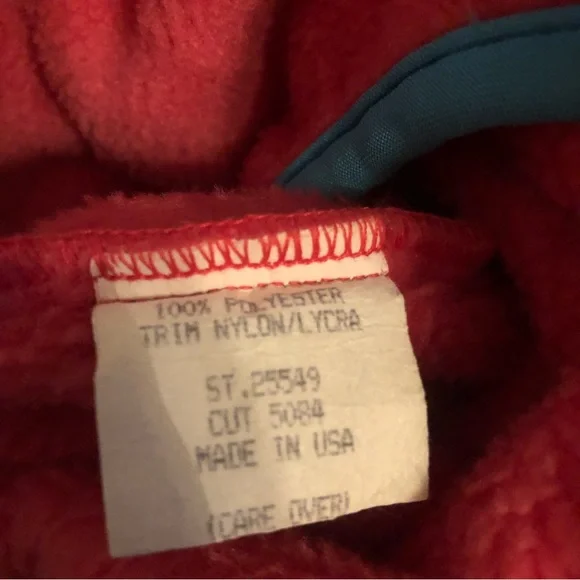 100% POLYESTER
TRIM NYLON/LYCRA
ST.25549
CUT 5084
MADE IN USA
(CARE OVER)